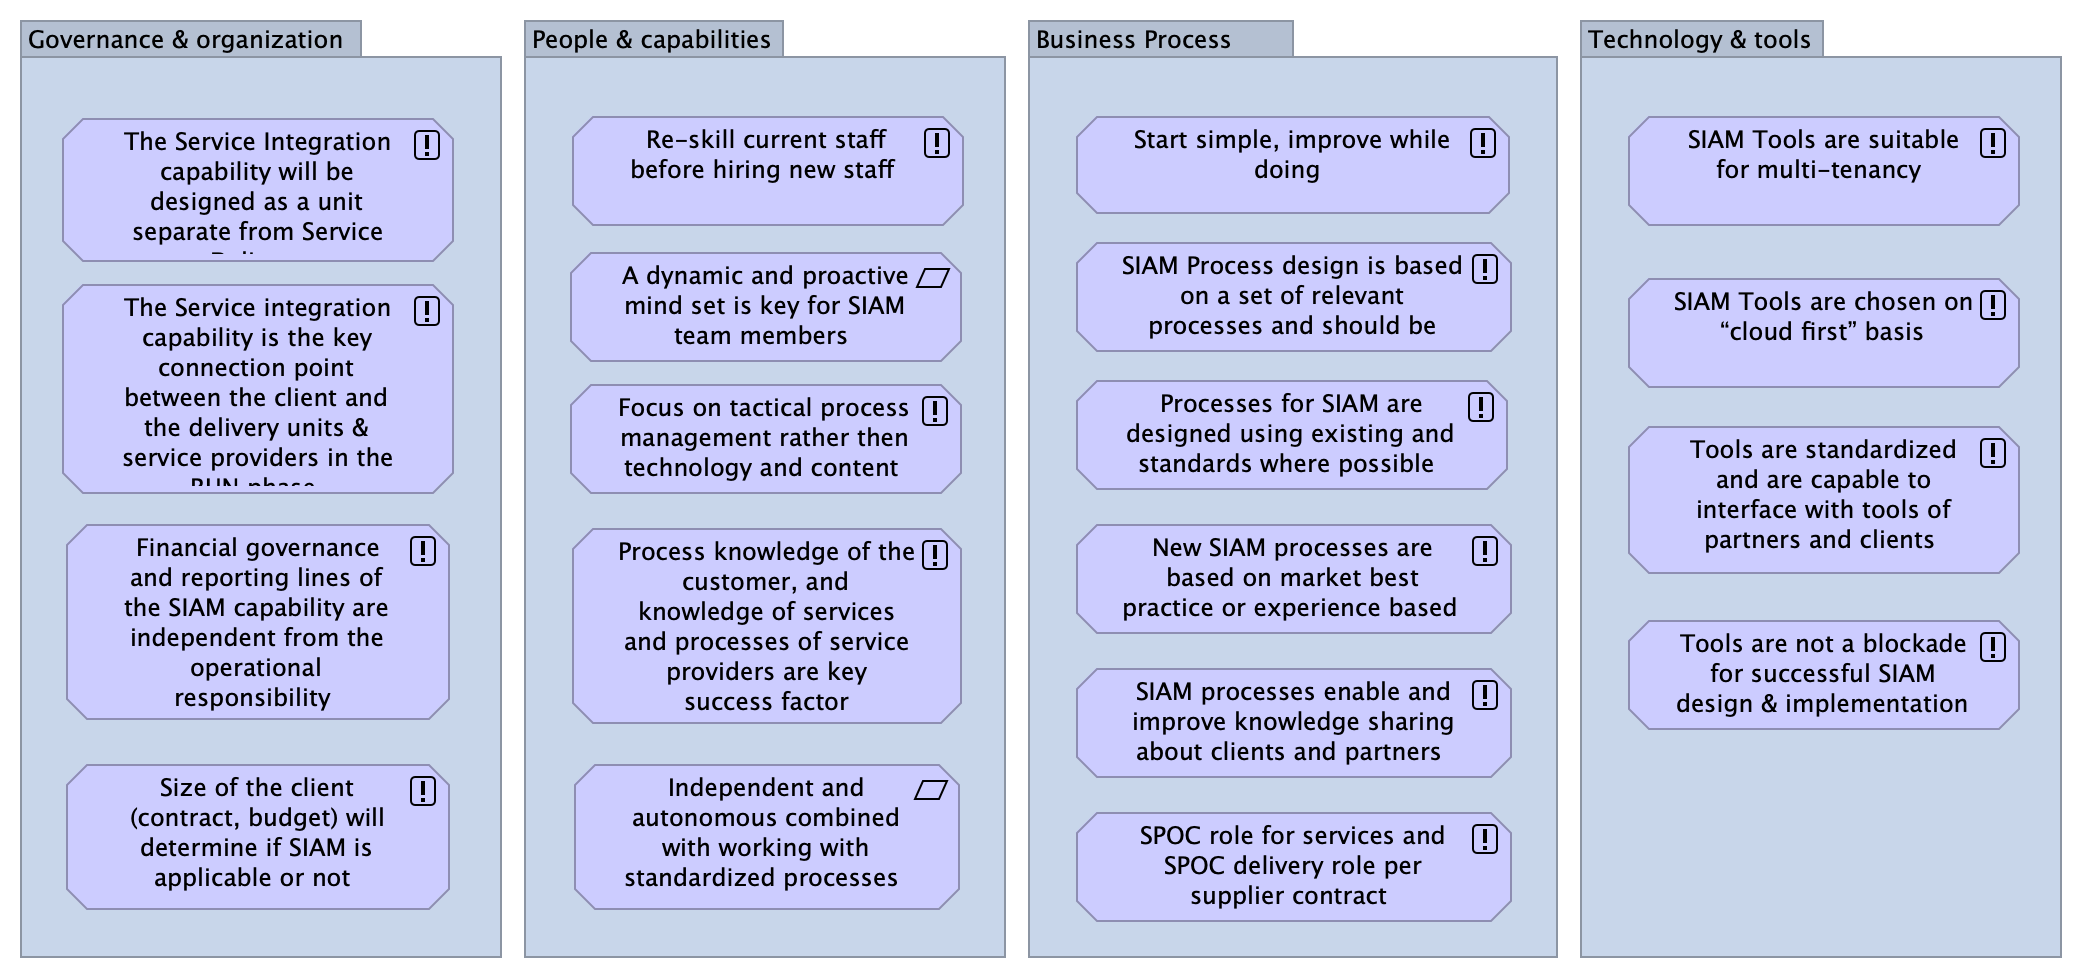 Governance & organization
The Service Integration
capability will be
designed as a unit
separate from Service
The Service integration
capability is the key
connection point
between the client and
the delivery units &
service providers in the
RUN phase
Financial governance
and reporting lines of
the SIAM capability are
independent from the
operational
responsibility
Size of the client
(contract, budget) will
determine if SIAM is
applicable or not
People & capabilities
Re-skill current staff
before hiring new staff
A dynamic and proactive
mind set is key for SIAM
team members
Focus on tactical process
management rather then
technology and content
Process knowledge of the
customer, and
knowledge of services
and processes of service
providers are key
success factor
Independent and
autonomous combined
with working with
standardized processes
Business Process
Start simple, improve while
doing
SIAM Process design is based
on a set of relevant
processes and should be
Processes for SIAM are
designed using existing and
standards where possible
New SIAM processes are
based on market best
practice or experience based
SIAM processes enable and
improve knowledge sharing
about clients and partners
SPOC role for services and
SPOC delivery role per
supplier contract
Technology & tools
SIAM Tools are suitable
for multi-tenancy
SIAM Tools are chosen on
“cloud first” basis
Tools are standardized
and are capable to
interface with tools of
partners and clients
Tools are not a blockade
for successful SIAM
design & implementation